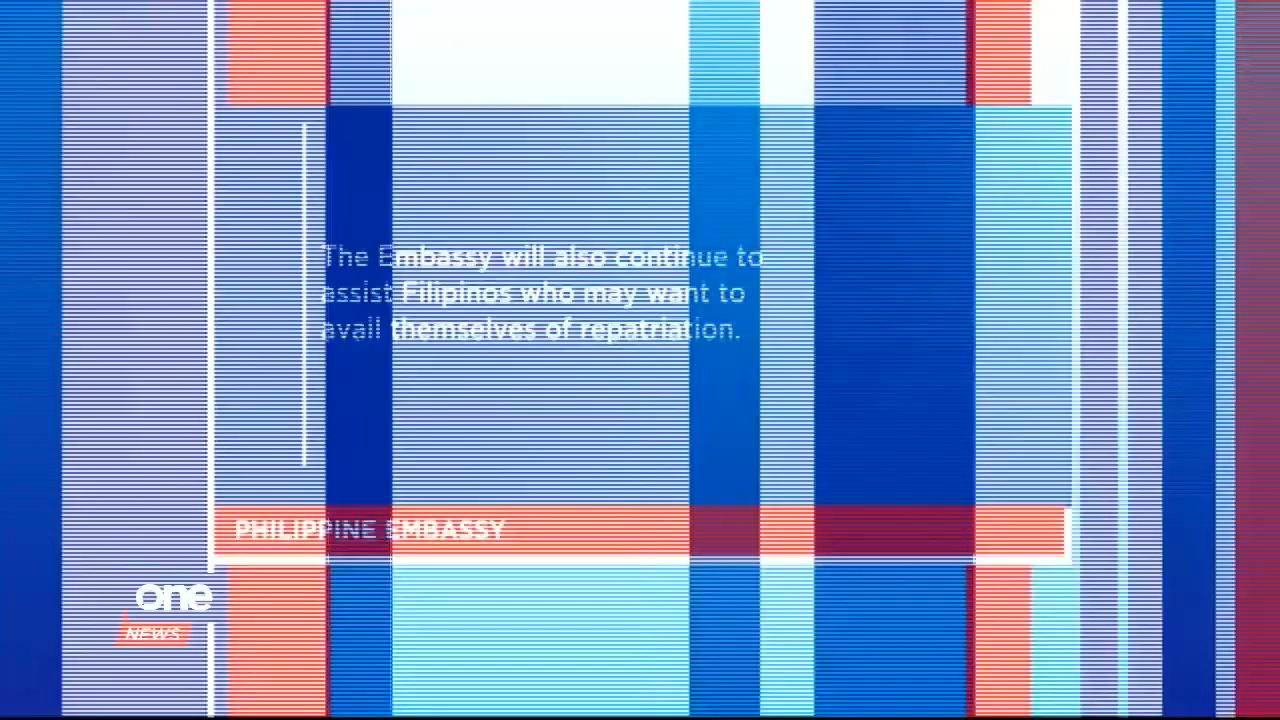 The Embassy will also continue to
assist Filipinos who may want to
avail themselves of repatriation.
PHILIPPINE EMBASSY
one
NEWS